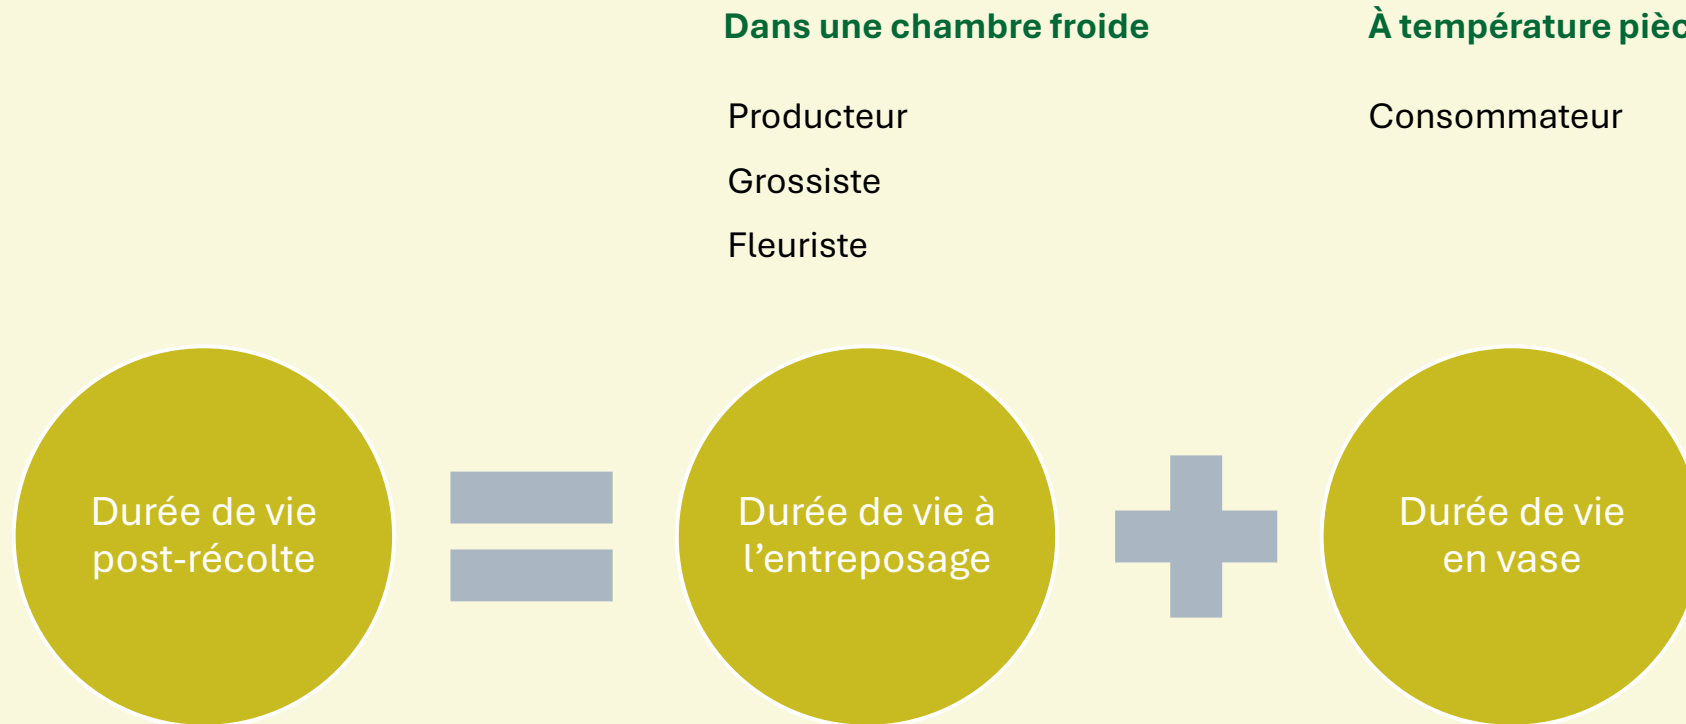 Dans une chambre froide
À température
Producteur
Consommateur
Grossiste
Fleuriste
Durée de vie
post-récolte
Durée de vie à
l’entreposage
Durée de vie
en vase